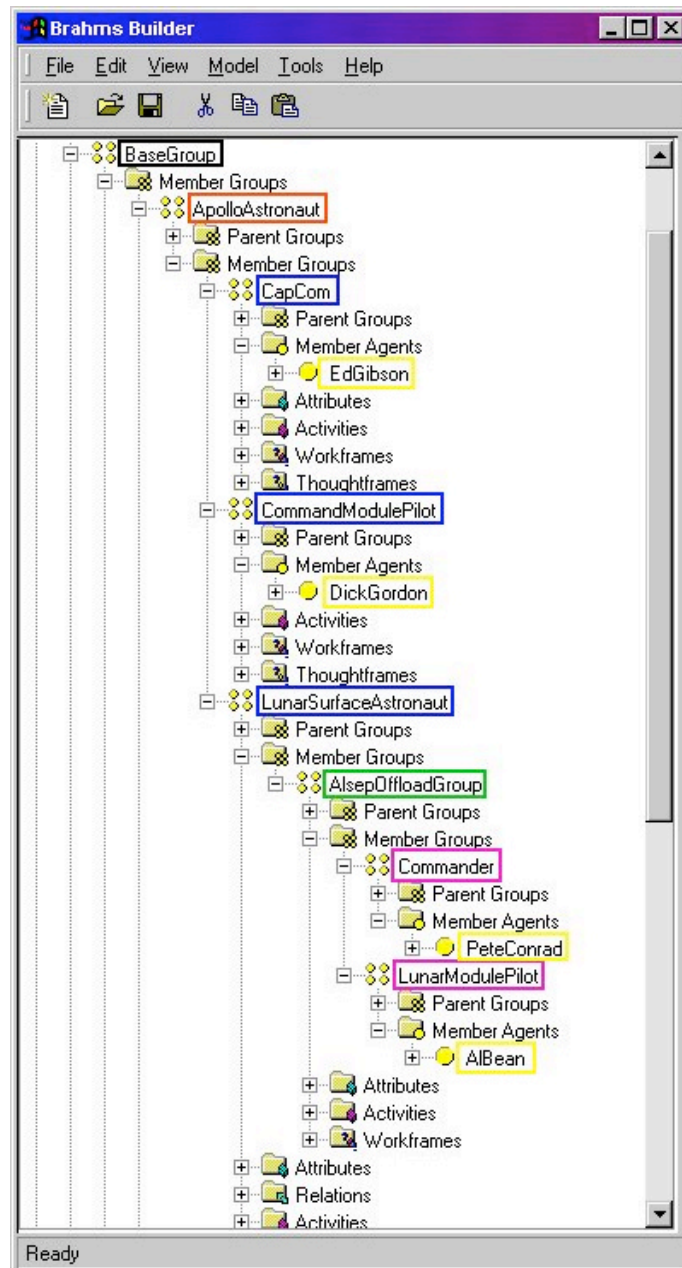 Brahms Builder
File Edit View Model Tools Help
BaseGroup
Member Groups
ApolloAstronaut
Parent Groups
Member Groups
CapCom
Parent Groups
Member Agents
EdGibson
Attributes
Activities
Workframes
Thoughtframes
CommandModulePilot
Parent Groups
Member Agents
DickGordon
Activities
Workframes
Thoughtframes
LunarSurfaceAstronaut
Parent Groups
Member Groups
AlsepOffloadGroup
Parent Groups
Member Groups
Commander
Parent Groups
Member Agents
PeteConrad
LunarModulePilot
Parent Groups
Member Agents
AlBean
Attributes
Activities
Workframes
Attributes
Relations
Activities
Ready